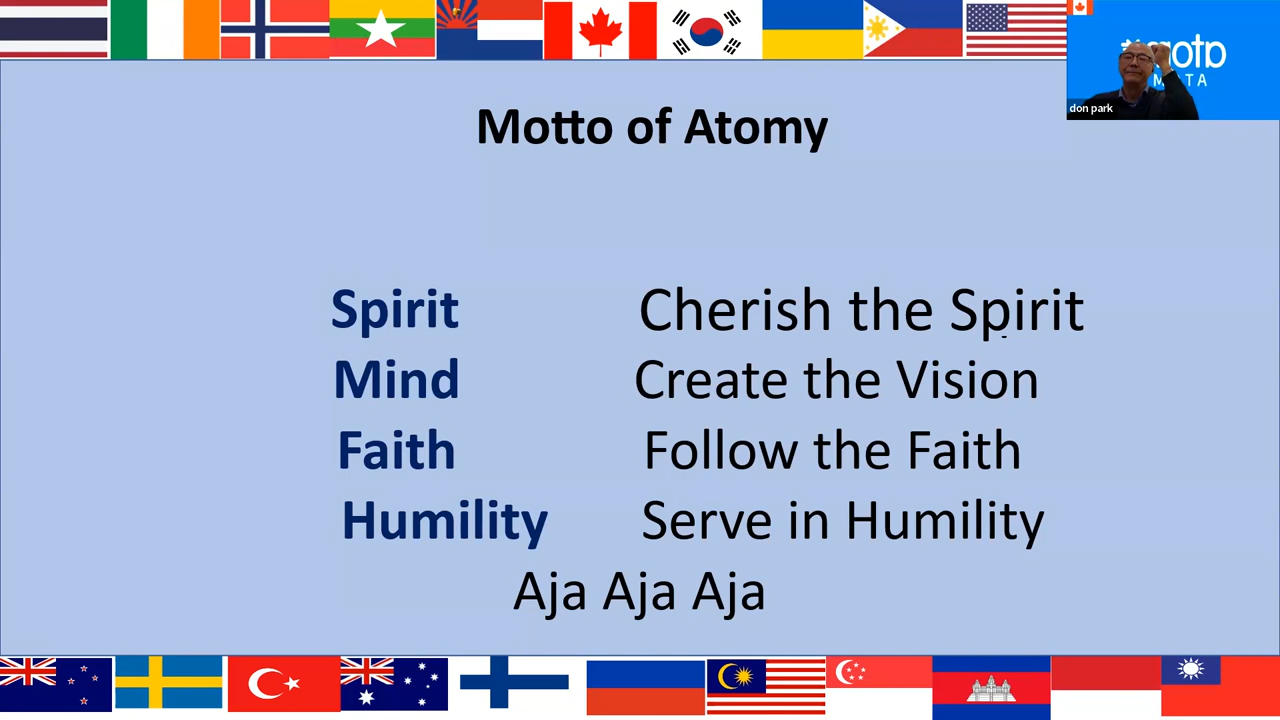 Motto of Atomy
don park
Spirit Cherish the Spirit
Mind Create the Vision
Faith Follow the Faith
Humility Serve in Humility
Aja Aja Aja